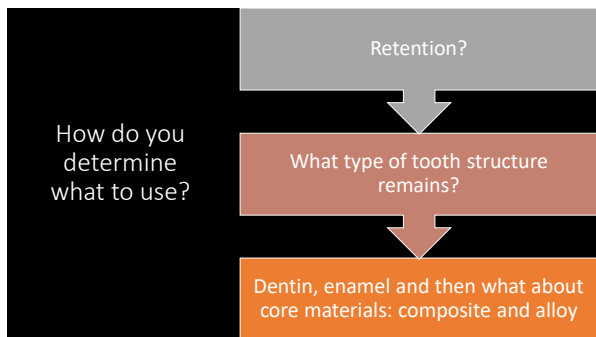 How do you
determine
what to use?
Retention?
What type of tooth structure
remains?
Dentin, enamel and then what about
core materials: composite and alloy